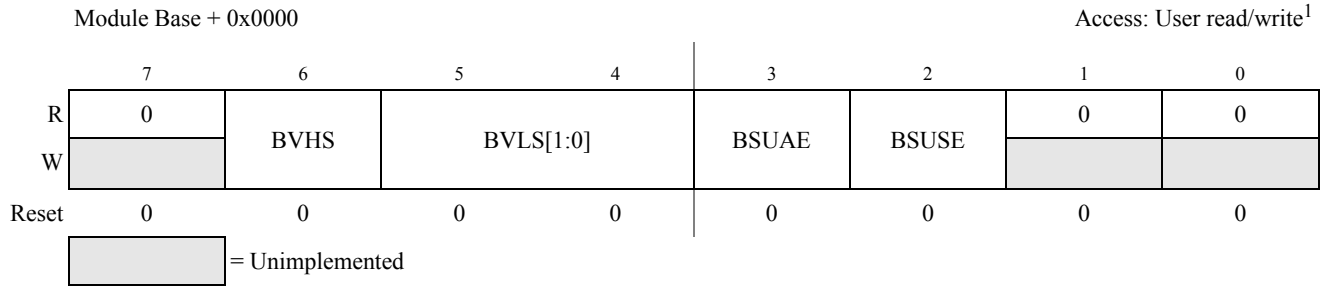 Module Base + 0x0000 Access: User read/write1
7 6 5 4 3 2 1 0
R 0 BVHS BVLS[1:0] BSUAE BSUSE 0 0
W
Reset 0 0 0 0 0 0 0 0
= Unimplemented